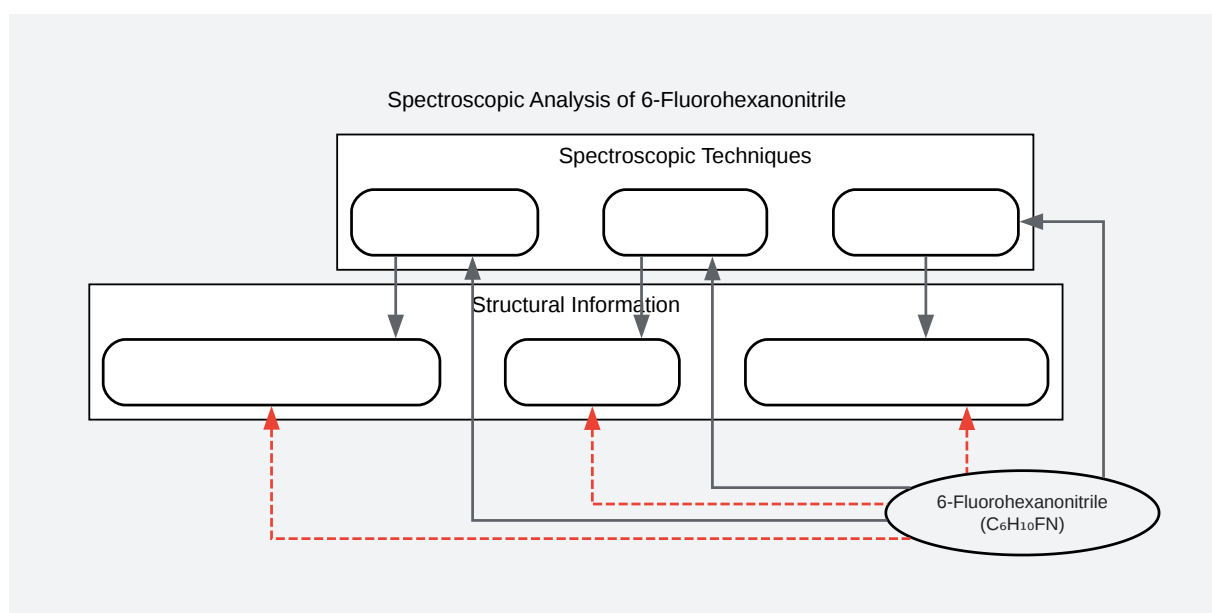 Spectroscopic Analysis of 6-Fluorohexanonitrile
Spectroscopic Techniques
Structural Information
6-Fluorohexanonitrile
(C₆H₁₀FN)